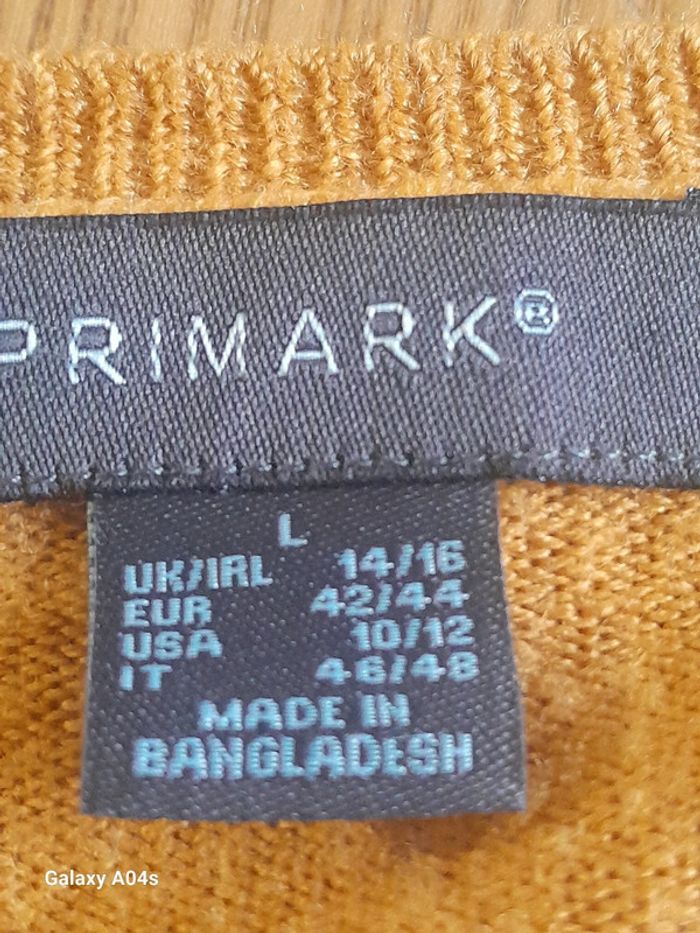 PRIMARK®
L
UK/IRL 14/16
EUR 42/44
USA 10/12
IT 46/48
MADE IN
BANGLADESH
Galaxy A04s